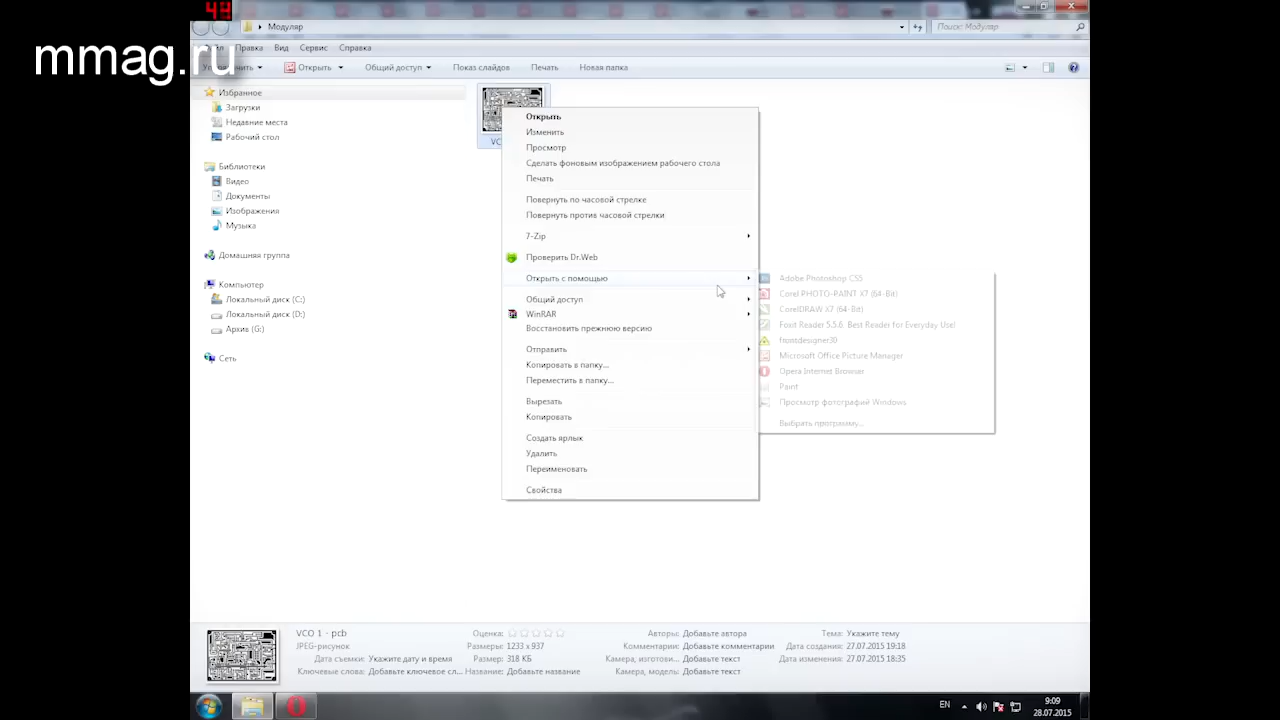 49
mmag.ru
Модуляр
Поиск: Модуляр
Правка Вид Сервис Справка
Открыть Общий доступ Показ слайдов Печать Новая папка
Избранное
Загрузки
Недавние места
Рабочий стол
Библиотеки
Видео
Документы
Изображения
Музыка
Домашняя группа
Компьютер
Локальный диск (C:)
Локальный диск (D:)
Архив (G:)
Сеть
VC
Открыть
Изменить
Просмотр
Сделать фоновым изображением рабочего стола
Печать
Повернуть по часовой стрелке
Повернуть против часовой стрелки
7-Zip
Проверить Dr.Web
Открыть с помощью
Общий доступ
WinRAR
Восстановить прежнюю версию
Отправить
Копировать в папку...
Переместить в папку...
Вырезать
Копировать
Создать ярлык
Удалить
Переименовать
Свойства
Adobe Photoshop CS5
Corel PHOTO-PAINT X7 (64-Bit)
CorelDRAW X7 (64-Bit)
Foxit Reader 5.5.6, Best Reader for Everyday Use!
frontdesigner30
Microsoft Office Picture Manager
Opera Internet Browser
Paint
Просмотр фотографий Windows
Выбрать программу...
VCO 1 - pcb
JPEG-рисунок
Дата съемки: Укажите дату и время
Ключевые слова: Добавьте ключевое сл...
Оценка:
Размеры: 1233 x 937
Размер: 318 КБ
Название: Добавьте название
Авторы: Добавьте автора
Комментарии: Добавьте комментарии
Камера, изготови... Добавьте текст
Камера, модель: Добавьте текст
Тема: Укажите тему
Дата создания: 27.07.2015 19:18
Дата изменения: 27.07.2015 18:35
EN
9:09
28.07.2015